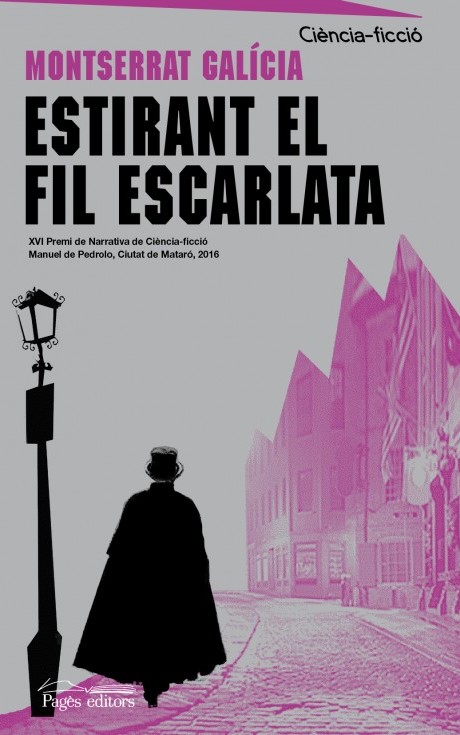 Ciència-ficció
MONTSERRAT GALÍCIA
ESTIRANT EL
FIL ESCARLATA
XVI Premi de Narrativa de Ciència-ficció
Manuel de Pedrolo, Ciutat de Mataró, 2016
Pagès editors